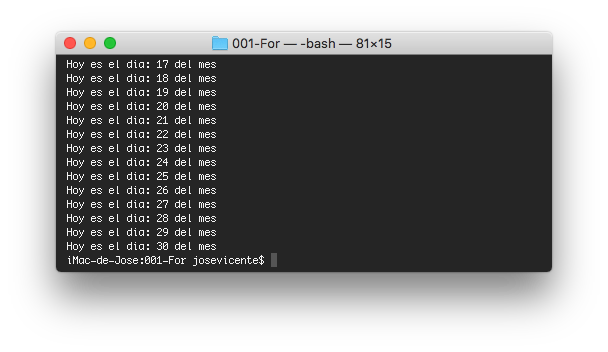 001-For — -bash — 81×15
Hoy es el dia: 17 del mes
Hoy es el dia: 18 del mes
Hoy es el dia: 19 del mes
Hoy es el dia: 20 del mes
Hoy es el dia: 21 del mes
Hoy es el dia: 22 del mes
Hoy es el dia: 23 del mes
Hoy es el dia: 24 del mes
Hoy es el dia: 25 del mes
Hoy es el dia: 26 del mes
Hoy es el dia: 27 del mes
Hoy es el dia: 28 del mes
Hoy es el dia: 29 del mes
Hoy es el dia: 30 del mes
iMac-de-Jose:001-For josevicente$